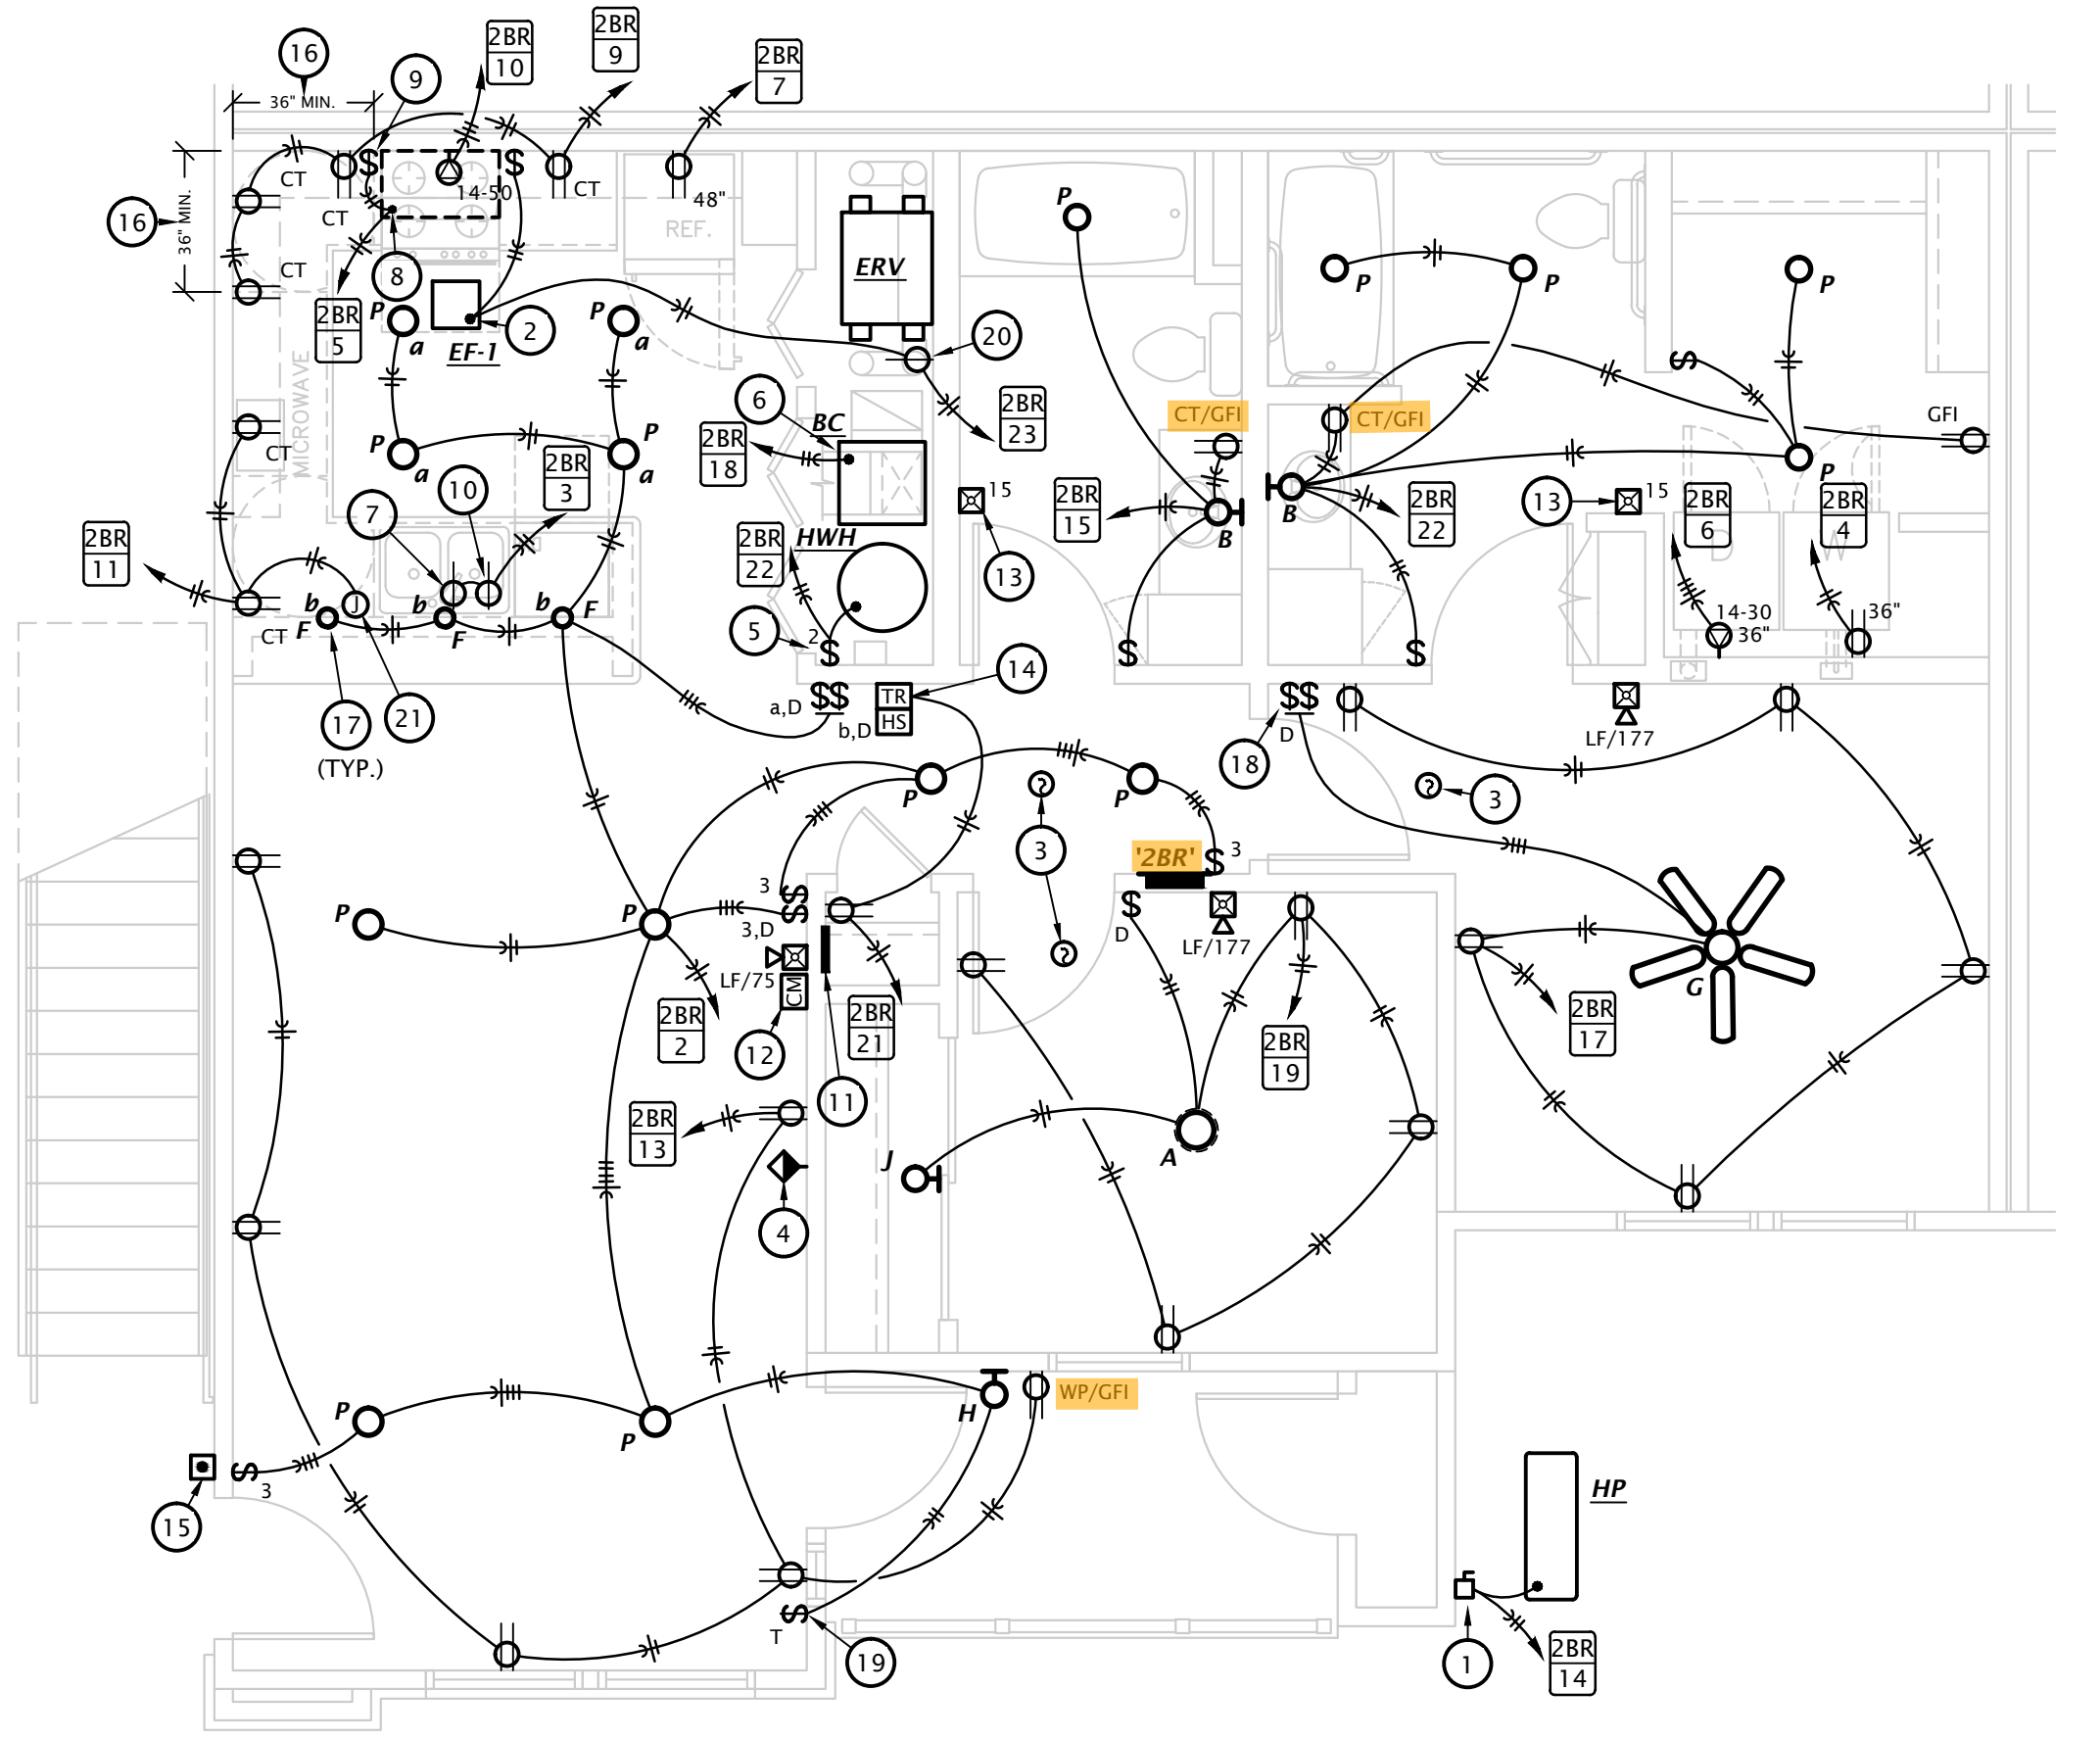 16
9
2BR
10
2BR
9
2BR
7
36" MIN.
36" MIN.
16
CT
CT
CT
CT
14-50
48"
REF.
8
2BR
5
P
a
EF-1
2
P
a
ERV
20
2BR
23
P
P
P
P
CT/GFI
CT/GFI
GFI
MICROWAVE
CT
P
a
P
a
10
2BR
3
7
6
BC
2BR
18
2BR
22
HWH
15
13
2BR
15
B
B
2BR
22
13
15
P
2BR
6
2BR
4
D
W
14-30
36"
36"
2BR
11
CT
b
F
J
b
F
b
F
5
2
17
(TYP.)
21
a,D
b,D
TR
HS
14
18
D
LF/177
P
P
3
3
'2BR'
3
P
P
3
3,D
LF/75
CM
2BR
2
12
2BR
21
11
D
LF/177
2BR
19
G
2BR
17
2BR
13
4
J
A
P
P
H
WP/GFI
15
3
T
19
HP
1
2BR
14